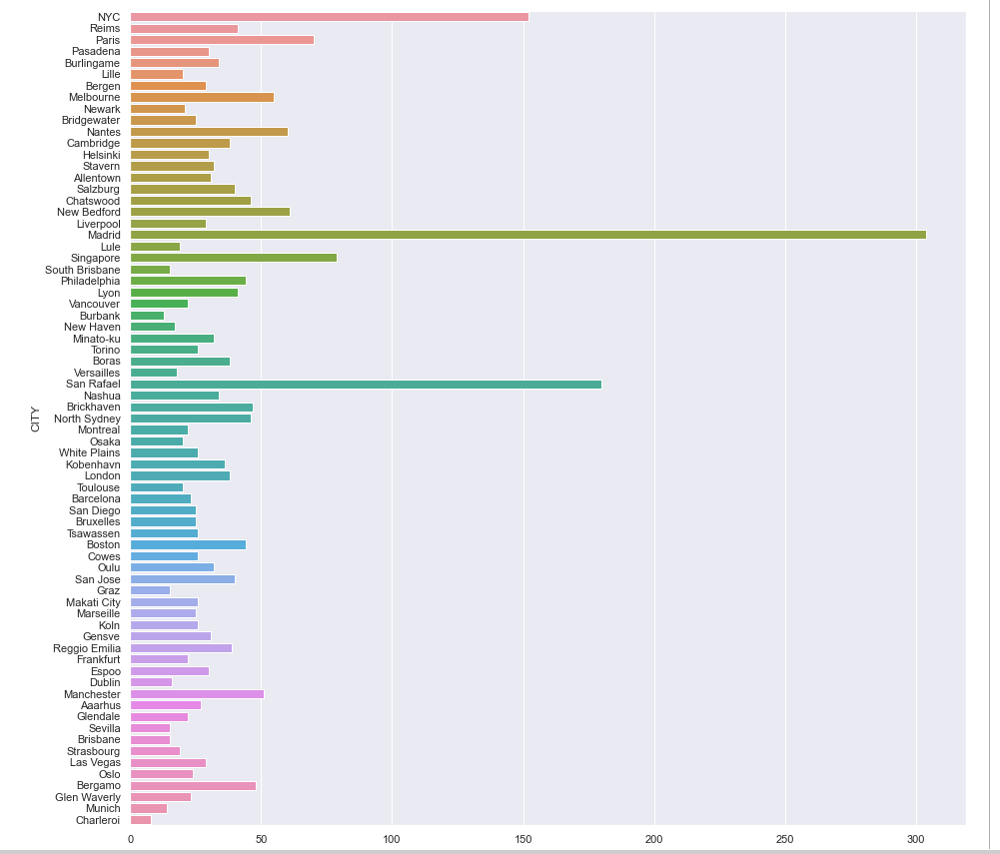 NYC
Reims
Paris
Pasadena
Burlingame
Lille
Bergen
Melbourne
Newark
Bridgewater
Nantes
Cambridge
Helsinki
Stavern
Allentown
Salzburg
Chatswood
New Bedford
Liverpool
Madrid
Lule
Singapore
South Brisbane
Philadelphia
Lyon
Vancouver
Burbank
New Haven
Minato-ku
Torino
Boras
Versailles
San Rafael
Nashua
Brickhaven
North Sydney
Montreal
Osaka
White Plains
Kobenhavn
London
Toulouse
Barcelona
San Diego
Bruxelles
Tsawassen
Boston
Cowes
Oulu
San Jose
Graz
Makati City
Marseille
Koln
Gensve
Reggio Emilia
Frankfurt
Espoo
Dublin
Manchester
Aaarhus
Glendale
Sevilla
Brisbane
Strasbourg
Las Vegas
Oslo
Bergamo
Glen Waverly
Munich
Charleroi
CITY
0 50 100 150 200 250 300